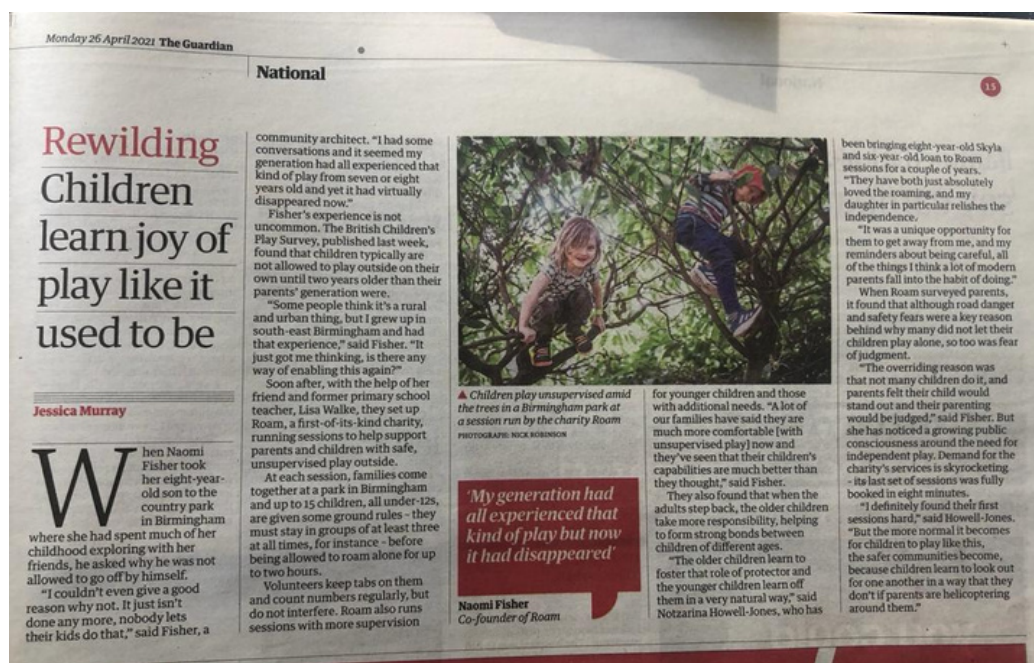 Monday 26 April 2021 The Guardian
National
15
Rewilding
Children
learn joy of
play like it
used to be
Jessica Murray
When Naomi
Fisher took
her eight-year-
old son to the
country park
in Birmingham
where she had spent much of her
childhood exploring with her
friends, he asked why he was not
allowed to go off by himself.
"I couldn't even give a good
reason why not. It just isn't
done any more, nobody lets
their kids do that," said Fisher, a
community architect. "I had some
conversations and it seemed my
generation had all experienced that
kind of play from seven or eight
years old and yet it had virtually
disappeared now."
Fisher's experience is not
uncommon. The British Children's
Play Survey, published last week,
found that children typically are
not allowed to play outside on their
own until two years older than their
parents' generation were.
"Some people think it's a rural
and urban thing, but I grew up in
south-east Birmingham and had
that experience," said Fisher. "It
just got me thinking, is there any
way of enabling this again?"
Soon after, with the help of her
friend and former primary school
teacher, Lisa Walke, they set up
Roam, a first-of-its-kind charity,
running sessions to help support
parents and children with safe,
unsupervised play outside.
At each session, families come
together at a park in Birmingham
and up to 15 children, all under-12s,
are given some ground rules – they
must stay in groups of at least three
at all times, for instance – before
being allowed to roam alone for up
to two hours.
Volunteers keep tabs on them
and count numbers regularly, but
do not interfere. Roam also runs
sessions with more supervision
▲ Children play unsupervised amid
the trees in a Birmingham park at
a session run by the charity Roam
PHOTOGRAPH: NICK ROBINSON
'My generation had
all experienced that
kind of play but now
it had disappeared'
Naomi Fisher
Co-founder of Roam
for younger children and those
with additional needs. "A lot of
our families have said they are
much more comfortable [with
unsupervised play] now and
they've seen that their children's
capabilities are much better than
they thought," said Fisher.
They also found that when the
adults step back, the older children
take more responsibility, helping
to form strong bonds between
children of different ages.
"The older children learn to
foster that role of protector and
the younger children learn off
them in a very natural way," said
Notzarina Howell-Jones, who has
been bringing eight-year-old Skyla
and six-year-old Ioan to Roam
sessions for a couple of years.
"They have both just absolutely
loved the roaming, and my
daughter in particular relishes the
independence.
"It was a unique opportunity for
them to get away from me, and my
reminders about being careful, all
of the things I think a lot of modern
parents fall into the habit of doing."
When Roam surveyed parents,
it found that although road danger
and safety fears were a key reason
behind why many did not let their
children play alone, so too was fear
of judgment.
"The overriding reason was
that not many children do it, and
parents felt their child would
stand out and their parenting
would be judged," said Fisher. But
she has noticed a growing public
consciousness around the need for
independent play. Demand for the
charity's services is skyrocketing
– its last set of sessions was fully
booked in eight minutes.
"I definitely found their first
sessions hard," said Howell-Jones.
"But the more normal it becomes
for children to play like this,
the safer communities become,
because children learn to look out
for one another in a way that they
don't if parents are helicoptering
around them."